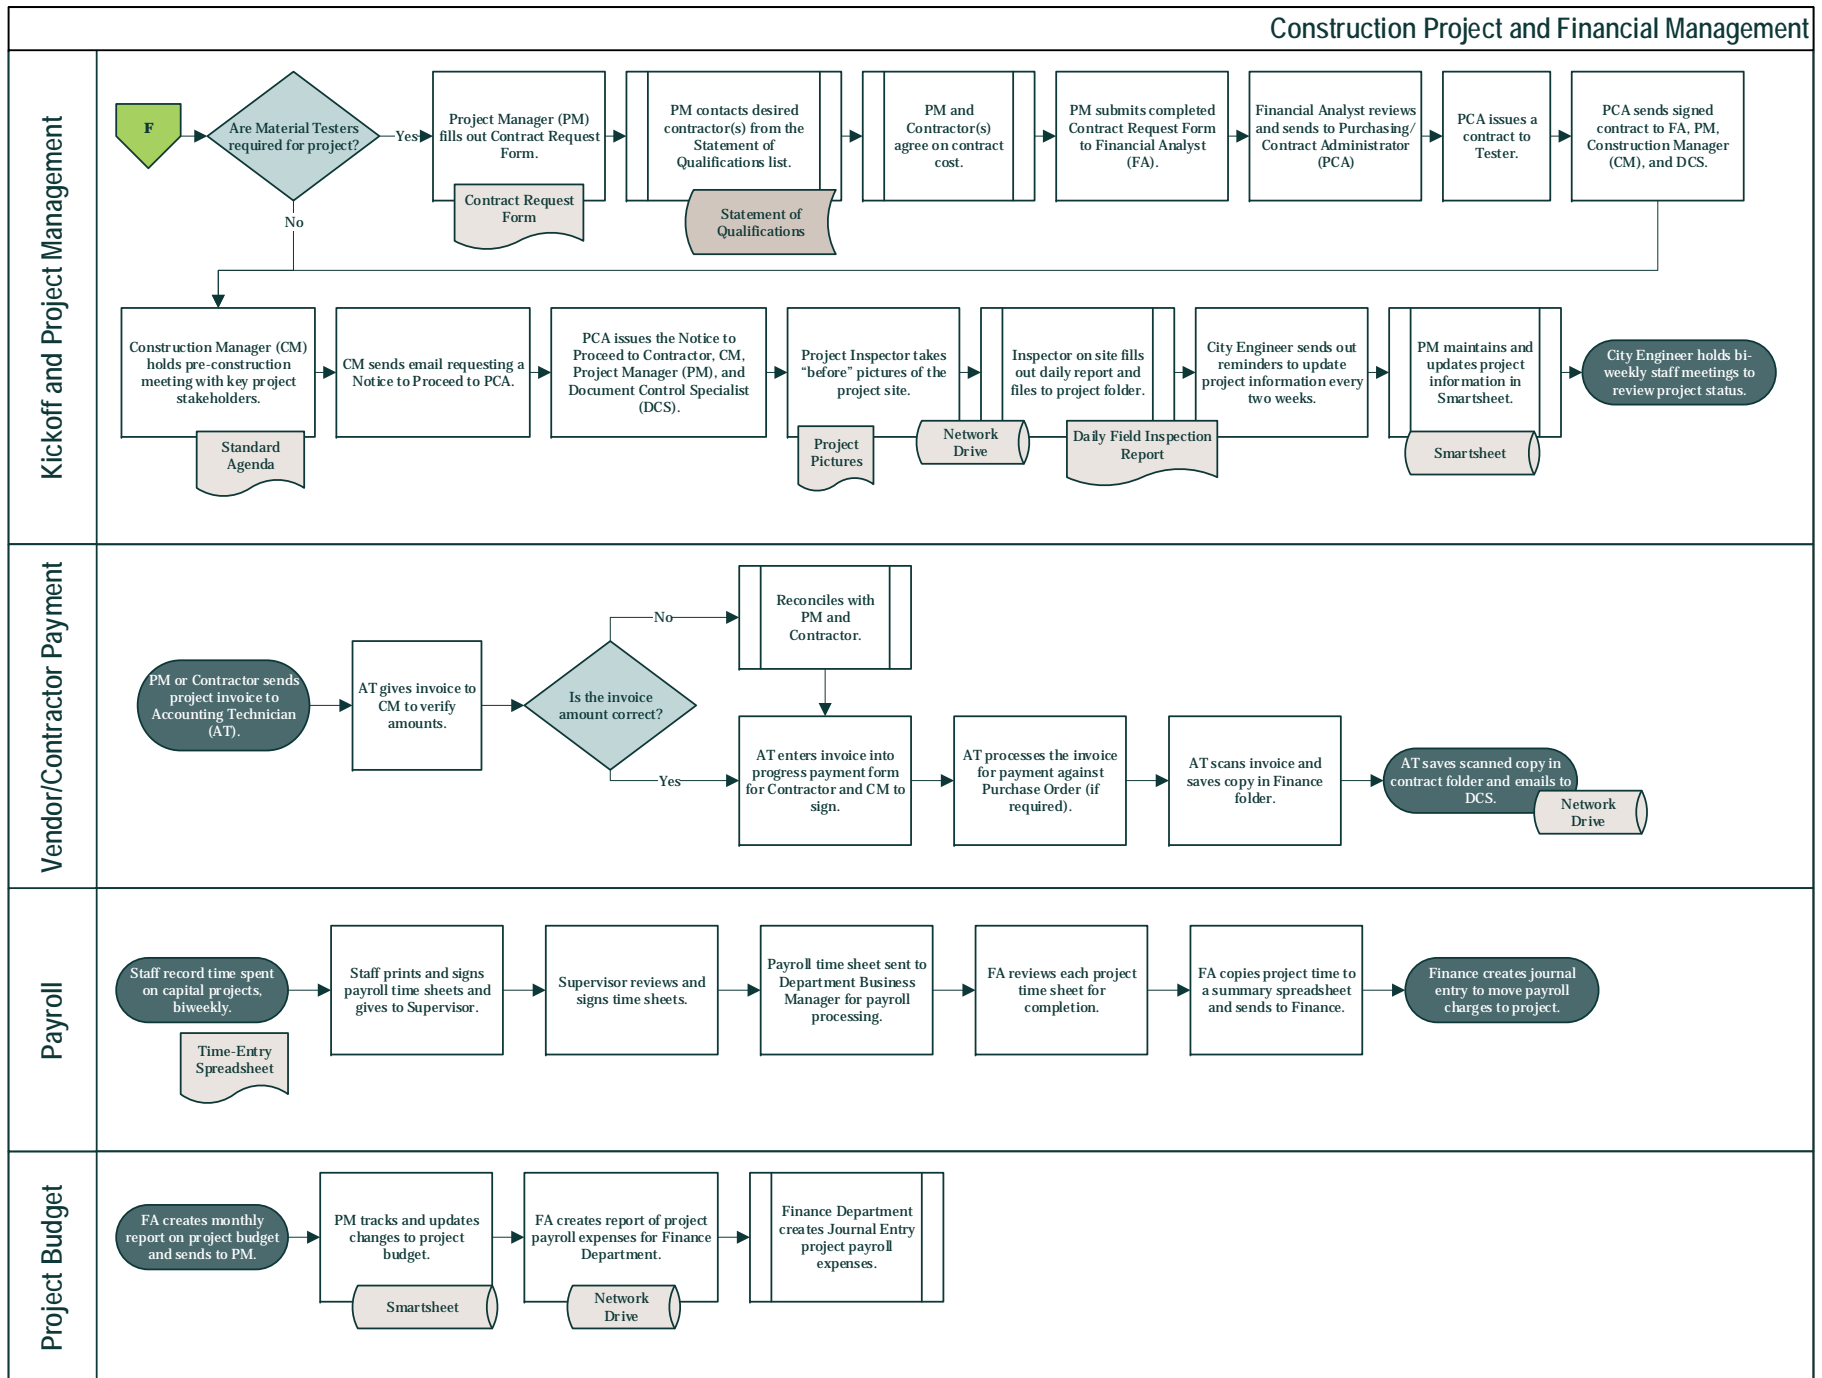 Construction Project and Financial Management
Kickoff and Project Management
F
Are Material Testers
required for project?
Yes
No
Project Manager (PM)
fills out Contract Request
Form.
Contract Request
Form
PM contacts desired
contractor(s) from the
Statement of
Qualifications list.
Statement of
Qualifications
PM and
Contractor(s)
agree on contract
cost.
PM submits completed
Contract Request Form
to Financial Analyst
(FA).
Financial Analyst reviews
and sends to Purchasing/
Contract Administrator
(PCA)
PCA issues a
contract to
Tester.
PCA sends signed
contract to FA, PM,
Construction Manager
(CM), and DCS.
Construction Manager (CM)
holds pre-construction
meeting with key project
stakeholders.
Standard
Agenda
CM sends email requesting a
Notice to Proceed to PCA.
PCA issues the Notice to
Proceed to Contractor, CM,
Project Manager (PM), and
Document Control Specialist
(DCS).
Project Inspector takes
“before” pictures of the
project site.
Project
Pictures
Network
Drive
Inspector on site fills
out daily report and
files to project folder.
Daily Field Inspection
Report
City Engineer sends out
reminders to update
project information every
two weeks.
PM maintains and
updates project
information in
Smartsheet.
Smartsheet
City Engineer holds bi-
weekly staff meetings to
review project status.
Vendor/Contractor Payment
PM or Contractor sends
project invoice to
Accounting Technician
(AT).
AT gives invoice to
CM to verify
amounts.
Is the invoice
amount correct?
No
Yes
Reconciles with
PM and
Contractor.
AT enters invoice into
progress payment form
for Contractor and CM to
sign.
AT processes the invoice
for payment against
Purchase Order (if
required).
AT scans invoice and
saves copy in Finance
folder.
AT saves scanned copy in
contract folder and emails to
DCS.
Network
Drive
Payroll
Staff record time spent
on capital projects,
biweekly.
Time-Entry
Spreadsheet
Staff prints and signs
payroll time sheets and
gives to Supervisor.
Supervisor reviews and
signs time sheets.
Payroll time sheet sent to
Department Business
Manager for payroll
processing.
FA reviews each project
time sheet for
completion.
FA copies project time to
a summary spreadsheet
and sends to Finance.
Finance creates journal
entry to move payroll
charges to project.
Project Budget
FA creates monthly
report on project budget
and sends to PM.
PM tracks and updates
changes to project
budget.
Smartsheet
FA creates report of project
payroll expenses for Finance
Department.
Network
Drive
Finance Department
creates Journal Entry
project payroll
expenses.